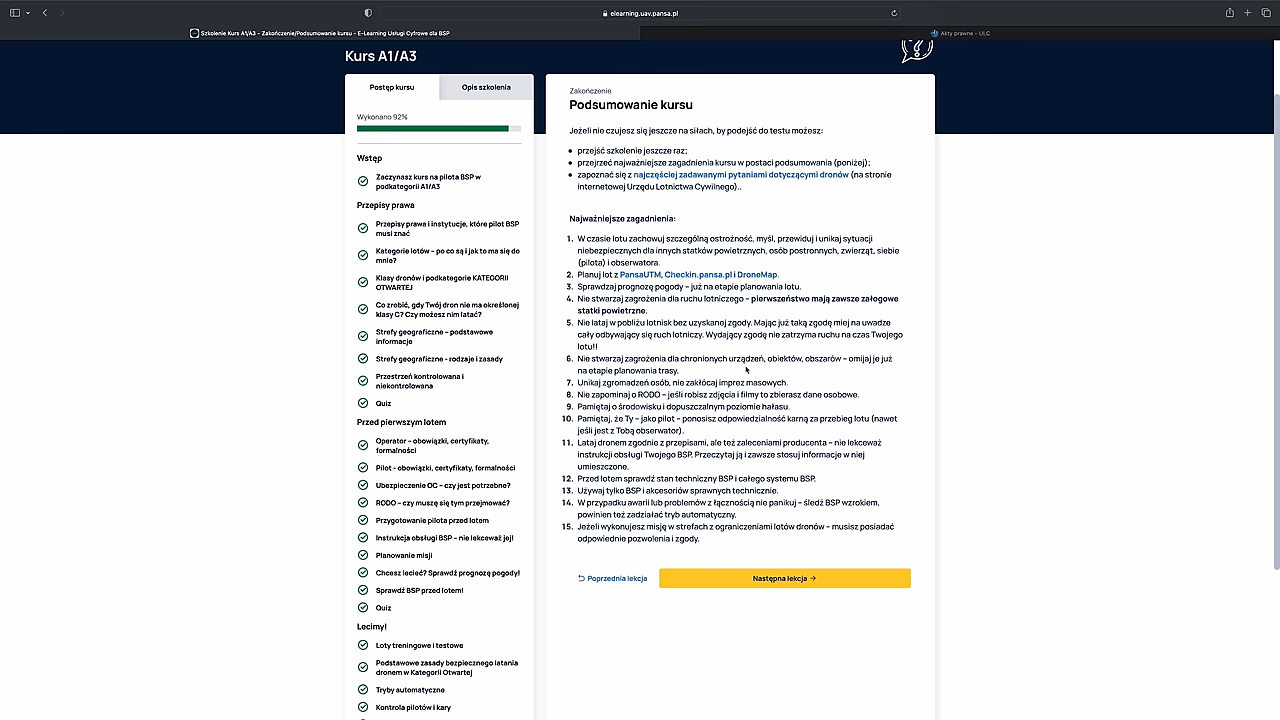 elearning.uav.pansa.pl
Szkolenie Kurs A1/A3 – Zakończenie/Podsumowanie kursu – E-Learning Usługi Cyfrowe dla BSP
Akty prawne – ULC
Kurs A1/A3
Postęp kursu
Opis szkolenia
Wykonano 92%
Wstęp
Zaczynasz kurs na pilota BSP w
podkategorii A1/A3
Przepisy prawa
Przepisy prawa i instytucje, które pilot BSP
musi znać
Kategorie lotów – po co są i jak to ma się do
mnie?
Klasy dronów i podkategorie KATEGORII
OTWARTEJ
Co zrobić, gdy Twój dron nie ma określonej
klasy C? Czy możesz nim latać?
Strefy geograficzne – podstawowe
informacje
Strefy geograficzne - rodzaje i zasady
Przestrzeń kontrolowana i
niekontrolowana
Quiz
Przed pierwszym lotem
Operator – obowiązki, certyfikaty,
formalności
Pilot - obowiązki, certyfikaty, formalności
Ubezpieczenie OC – czy jest potrzebne?
RODO – czy muszę się tym przejmować?
Przygotowanie pilota przed lotem
Instrukcja obsługi BSP – nie lekceważ jej!
Planowanie misji
Chcesz lecieć? Sprawdź prognozę pogody!
Sprawdź BSP przed lotem!
Quiz
Lecimy!
Loty treningowe i testowe
Podstawowe zasady bezpiecznego latania
dronem w Kategorii Otwartej
Tryby automatyczne
Kontrola pilotów i kary
Zakończenie
Podsumowanie kursu
Jeżeli nie czujesz się jeszcze na siłach, by podejść do testu możesz:
• przejść szkolenie jeszcze raz;
• przejrzeć najważniejsze zagadnienia kursu w postaci podsumowania (poniżej);
• zapoznać się z najczęściej zadawanymi pytaniami dotyczącymi dronów (na stronie
internetowej Urzędu Lotnictwa Cywilnego)..
Najważniejsze zagadnienia:
1. W czasie lotu zachowuj szczególną ostrożność, myśl, przewiduj i unikaj sytuacji
niebezpiecznych dla innych statków powietrznych, osób postronnych, zwierząt, siebie
(pilota) i obserwatora.
2. Planuj lot z PansaUTM, Checkin.pansa.pl i DroneMap.
3. Sprawdzaj prognozę pogody – już na etapie planowania lotu.
4. Nie stwarzaj zagrożenia dla ruchu lotniczego – pierwszeństwo mają zawsze załogowe
statki powietrzne.
5. Nie lataj w pobliżu lotnisk bez uzyskanej zgody. Mając już taką zgodę miej na uwadze
cały odbywający się ruch lotniczy. Wydający zgodę nie zatrzyma ruchu na czas Twojego
lotu!!
6. Nie stwarzaj zagrożenia dla chronionych urządzeń, obiektów, obszarów – omijaj je już
na etapie planowania trasy.
7. Unikaj zgromadzeń osób, nie zakłócaj imprez masowych.
8. Nie zapominaj o RODO – jeśli robisz zdjęcia i filmy to zbierasz dane osobowe.
9. Pamiętaj o środowisku i dopuszczalnym poziomie hałasu.
10. Pamiętaj, że Ty – jako pilot – ponosisz odpowiedzialność karną za przebieg lotu (nawet
jeśli jest z Tobą obserwator).
11. Lataj dronem zgodnie z przepisami, ale też zaleceniami producenta – nie lekceważ
instrukcji obsługi Twojego BSP. Przeczytaj ją i zawsze stosuj informacje w niej
umieszczone.
12. Przed lotem sprawdź stan techniczny BSP i całego systemu BSP.
13. Używaj tylko BSP i akcesoriów sprawnych technicznie.
14. W przypadku awarii lub problemów z łącznością nie panikuj – śledź BSP wzrokiem,
powinien też zadziałać tryb automatyczny.
15. Jeżeli wykonujesz misję w strefach z ograniczeniami lotów dronów – musisz posiadać
odpowiednie pozwolenia i zgody.
Poprzednia lekcja
Następna lekcja →